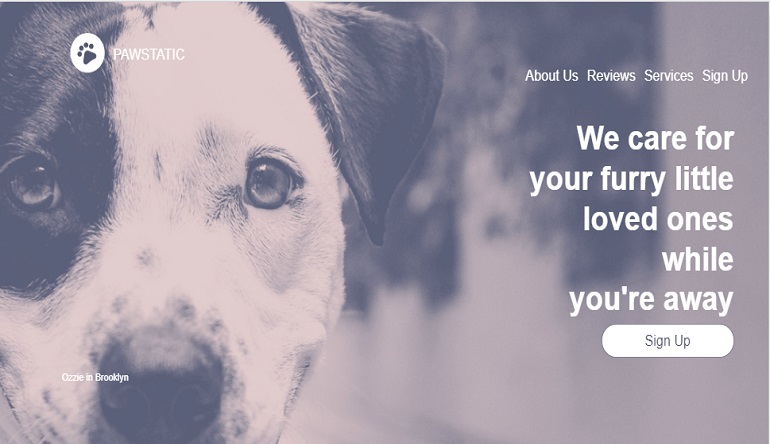 PAWSTATIC
About Us Reviews Services Sign Up
We care for
your furry little
loved ones
while
you're away
Sign Up
Ozzie in Brooklyn